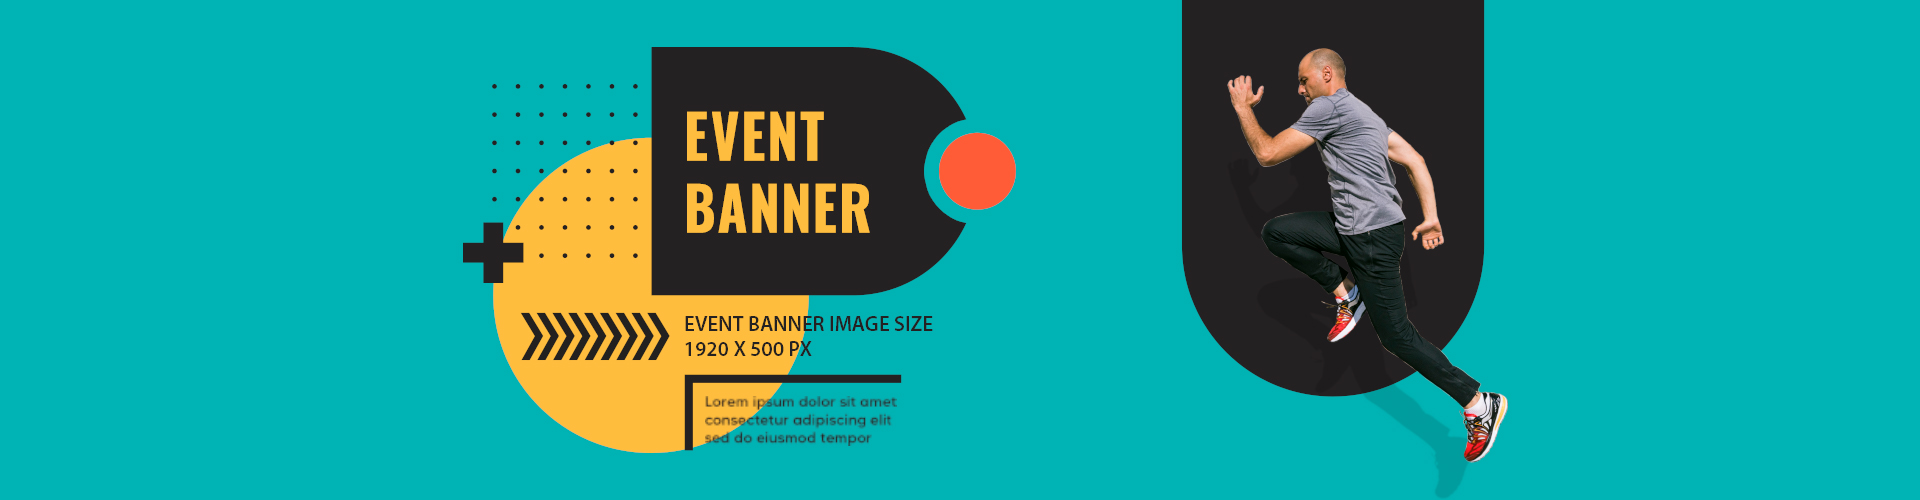 EVENT
BANNER
EVENT BANNER IMAGE SIZE
1920 X 500 PX
Lorem ipsum dolor sit amet
consectetur adipiscing elit
sed do eiusmod tempor